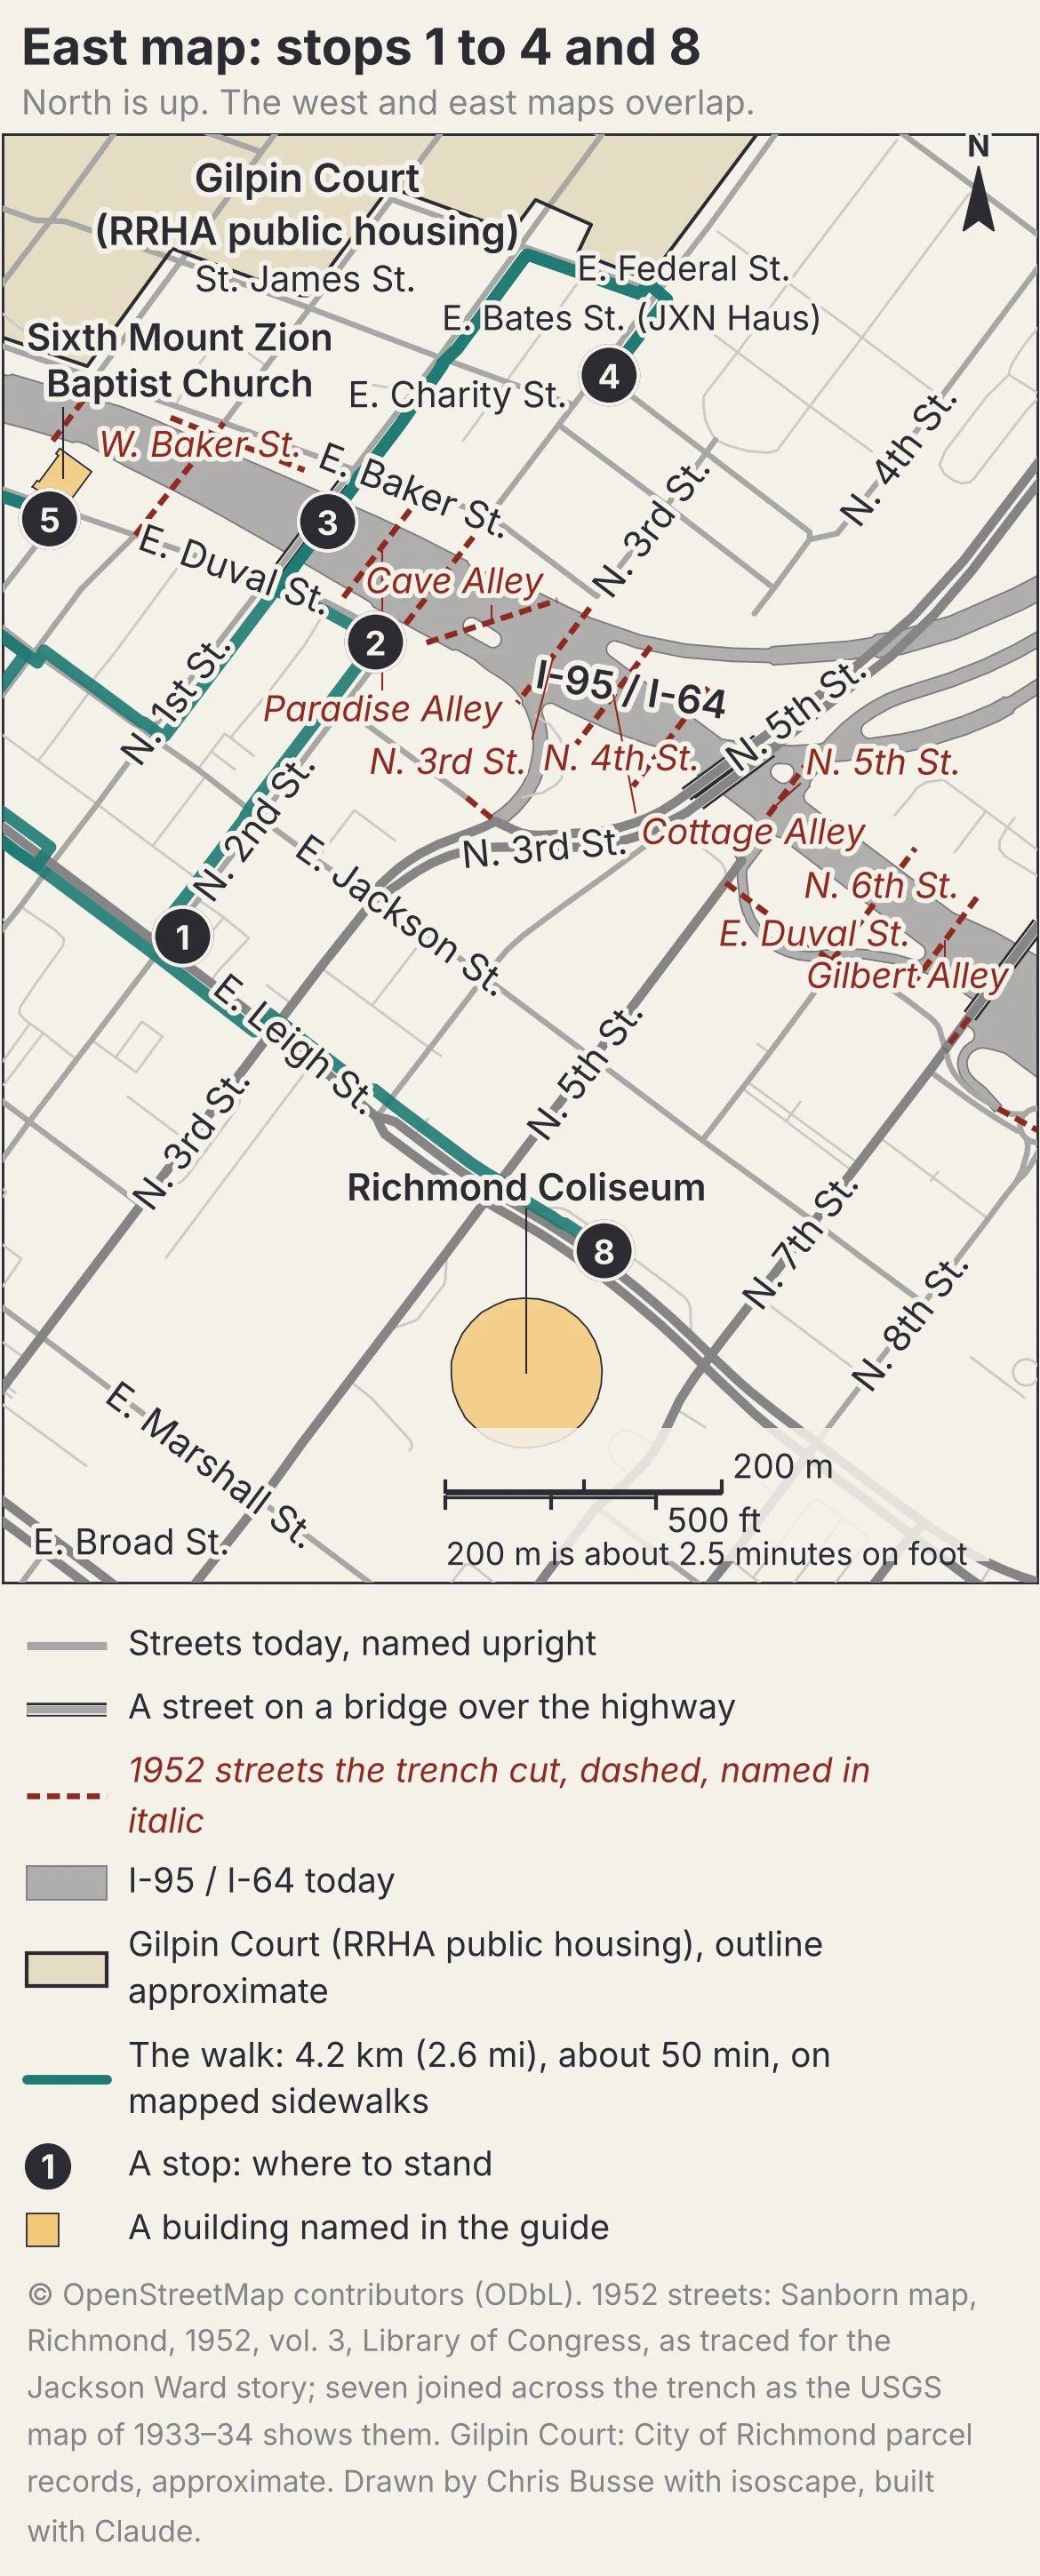 East map: stops 1 to 4 and 8
North is up. The west and east maps overlap.
N
Gilpin Court
(RRHA public housing)
St. James St.
E. Federal St.
E. Bates St. (JXN Haus)
Sixth Mount Zion
Baptist Church
E. Charity St.
4
W. Baker St.
E. Baker St.
N. 4th St.
N. 3rd St.
5
3
E. Duval St.
Cave Alley
2
I-95 / I-64
N. 1st St.
Paradise Alley
N. 5th St.
N. 3rd St.
N. 4th St.
N. 5th St.
Cottage Alley
N. 2nd St.
N. 3rd St.
E. Jackson St.
N. 6th St.
E. Duval St.
Gilbert Alley
1
E. Leigh St.
N. 5th St.
N. 3rd St.
Richmond Coliseum
8
N. 7th St.
N. 8th St.
E. Marshall St.
E. Broad St.
200 m
500 ft
200 m is about 2.5 minutes on foot
Streets today, named upright
A street on a bridge over the highway
1952 streets the trench cut, dashed, named in
italic
I-95 / I-64 today
Gilpin Court (RRHA public housing), outline
approximate
The walk: 4.2 km (2.6 mi), about 50 min, on
mapped sidewalks
1 A stop: where to stand
A building named in the guide
© OpenStreetMap contributors (ODbL). 1952 streets: Sanborn map,
Richmond, 1952, vol. 3, Library of Congress, as traced for the
Jackson Ward story; seven joined across the trench as the USGS
map of 1933–34 shows them. Gilpin Court: City of Richmond parcel
records, approximate. Drawn by Chris Busse with isoscape, built
with Claude.